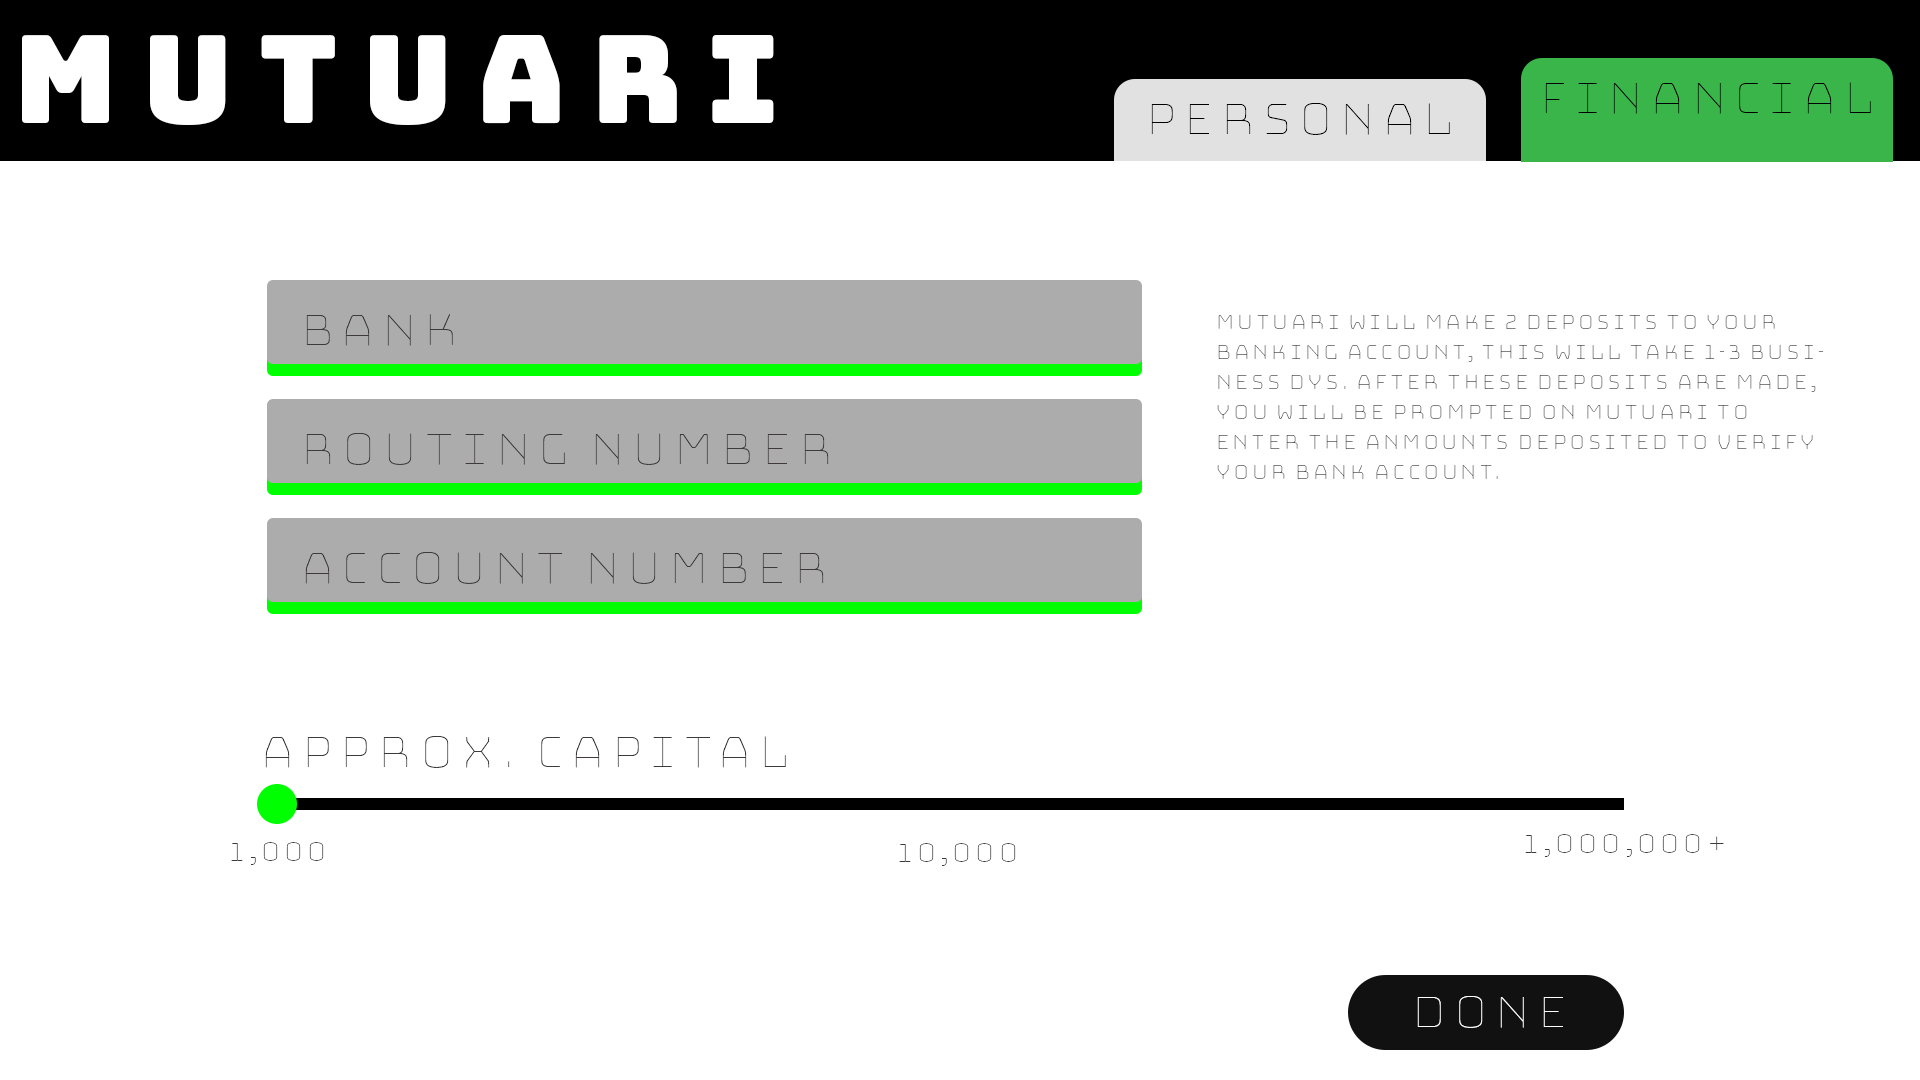 MUTUARI
PERSONAL
FINANCIAL
BANK
ROUTING NUMBER
ACCOUNT NUMBER
MUTUARI WILL MAKE 2 DEPOSITS TO YOUR
BANKING ACCOUNT, THIS WILL TAKE 1-3 BUSI-
NESS DYS. AFTER THESE DEPOSITS ARE MADE,
YOU WILL BE PROMPTED ON MUTUARI TO
ENTER THE ANMOUNTS DEPOSITED TO VERIFY
YOUR BANK ACCOUNT.
APPROX. CAPITAL
1,000
10,000
1,000,000+
DONE